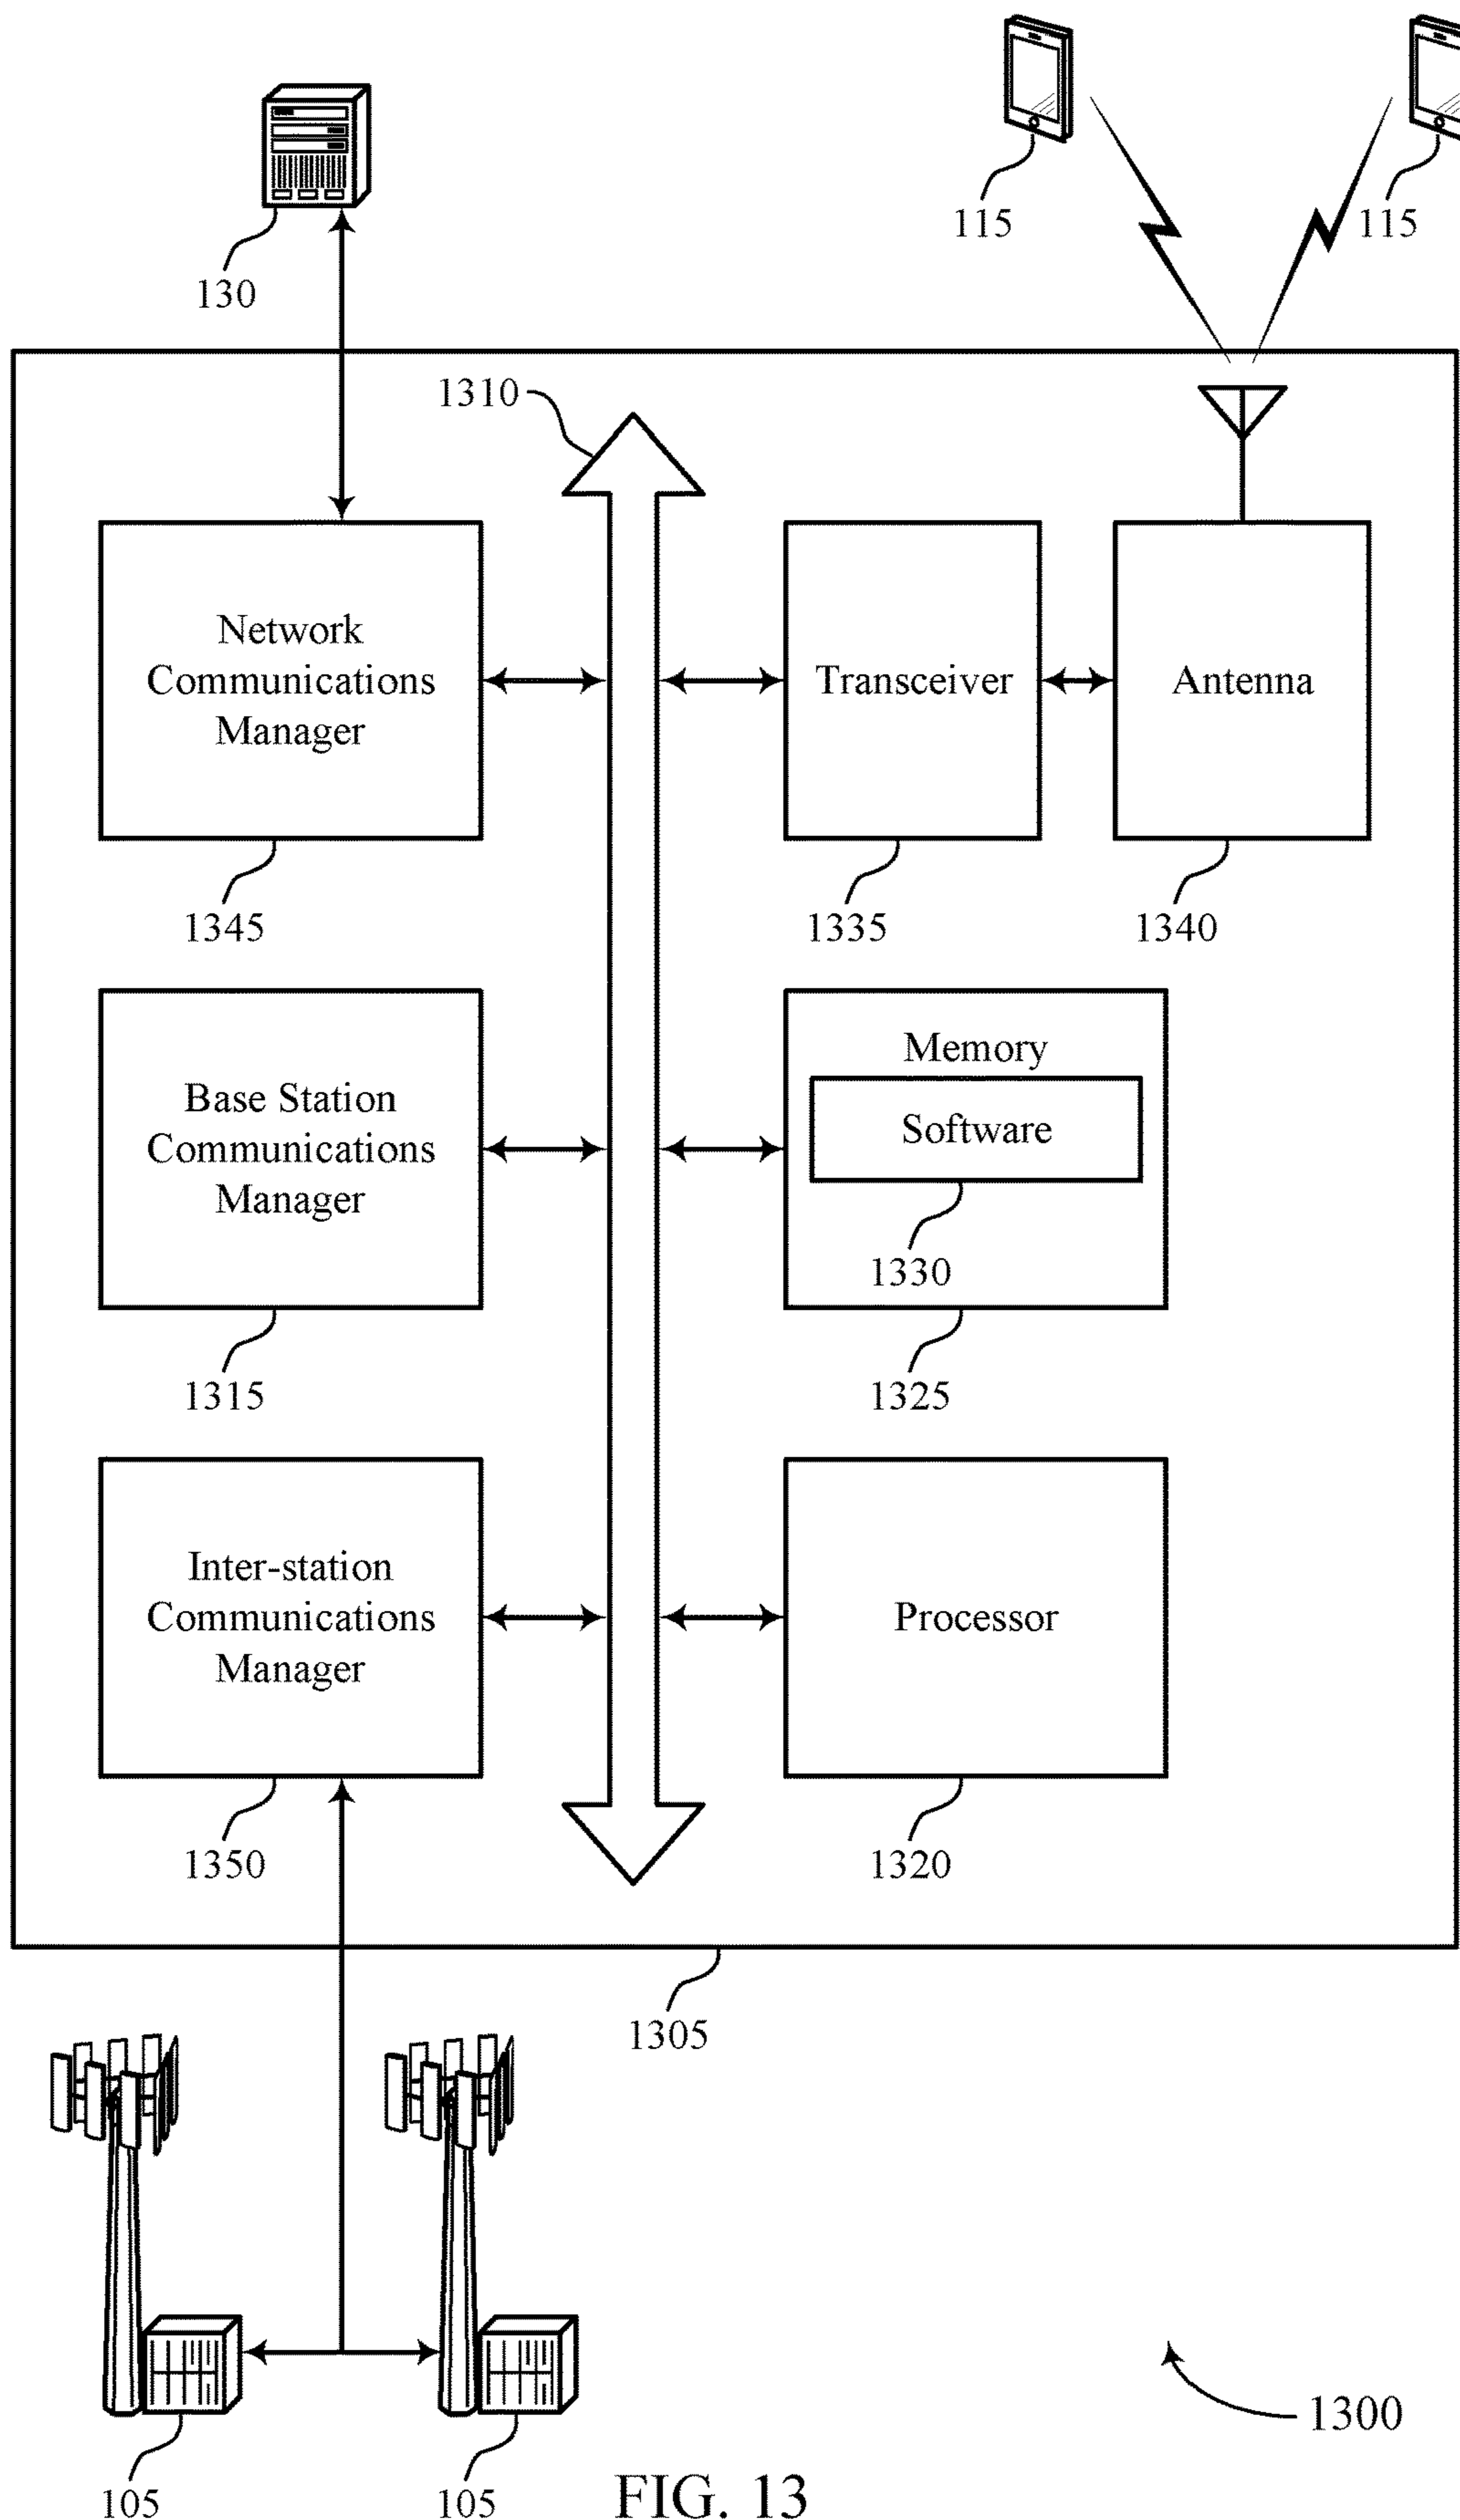 115
115
130
1310
Network
Communications
Manager
Transceiver
Antenna
1345
1335
1340
Base Station
Communications
Manager
Memory
Software
1330
1315
1325
Inter-station
Communications
Manager
Processor
1350
1320
1305
1300
105
105
FIG. 13